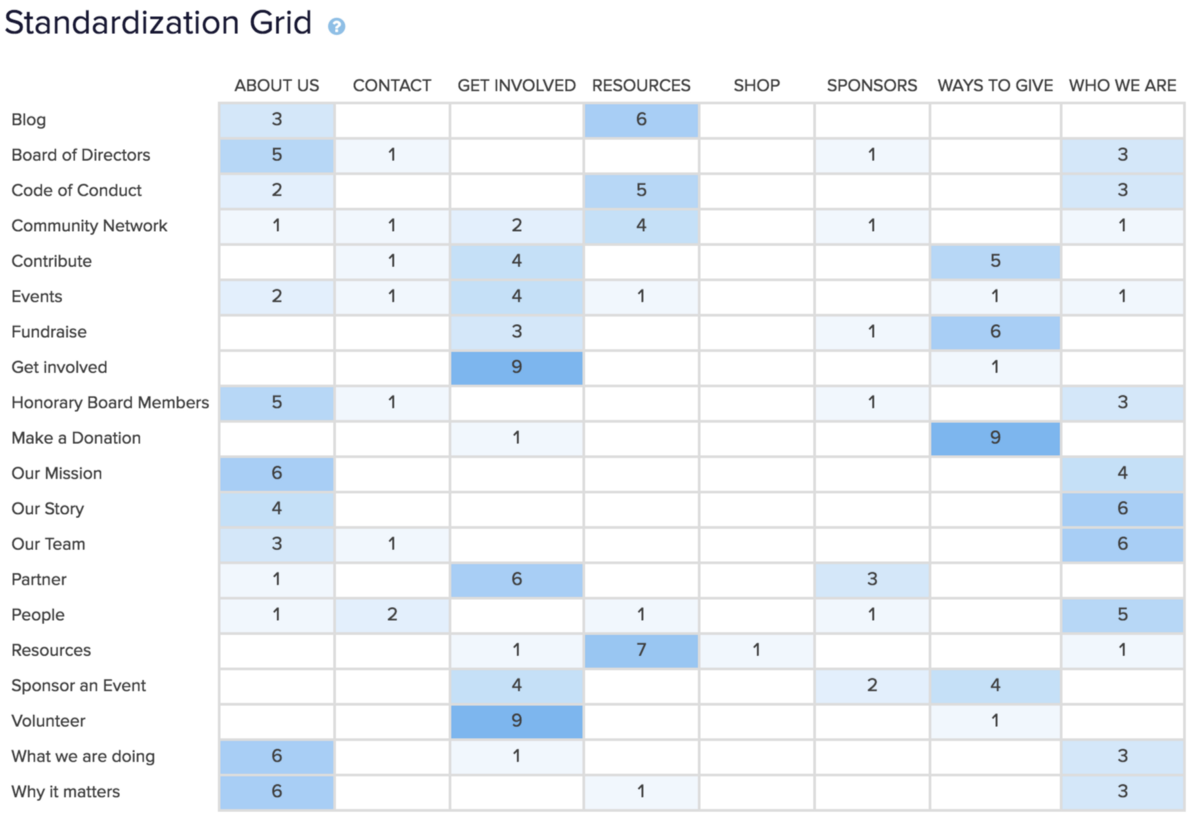 Standardization Grid ?
ABOUT US CONTACT GET INVOLVED RESOURCES SHOP SPONSORS WAYS TO GIVE WHO WE ARE
Blog 3 6
Board of Directors 5 1 1 3
Code of Conduct 2 5 3
Community Network 1 1 2 4 1 1
Contribute 1 4 5
Events 2 1 4 1 1 1
Fundraise 3 1 6
Get involved 9 1
Honorary Board Members 5 1 1 3
Make a Donation 1 9
Our Mission 6 4
Our Story 4 6
Our Team 3 1 6
Partner 1 6 3
People 1 2 1 1 5
Resources 1 7 1 1
Sponsor an Event 4 2 4
Volunteer 9 1
What we are doing 6 1 3
Why it matters 6 1 3